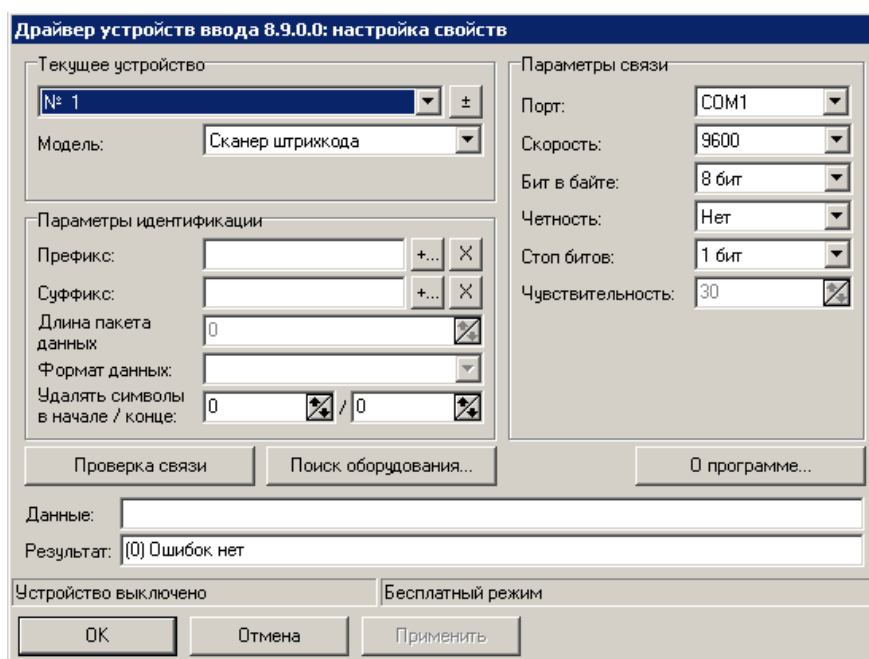 Драйвер устройств ввода 8.9.0.0: настройка свойств
Текущее устройство
№ 1
±
Модель: Сканер штрихкода
Параметры идентификации
Префикс: +... X
Суффикс: +... X
Длина пакета
данных 0
Формат данных:
Удалять символы
в начале / конце: 0 / 0
Параметры связи
Порт: COM1
Скорость: 9600
Бит в байте: 8 бит
Четность: Нет
Стоп битов: 1 бит
Чувствительность: 30
Проверка связи
Поиск оборудования...
О программе...
Данные:
Результат: (0) Ошибок нет
Устройство выключено
Бесплатный режим
OK
Отмена
Применить